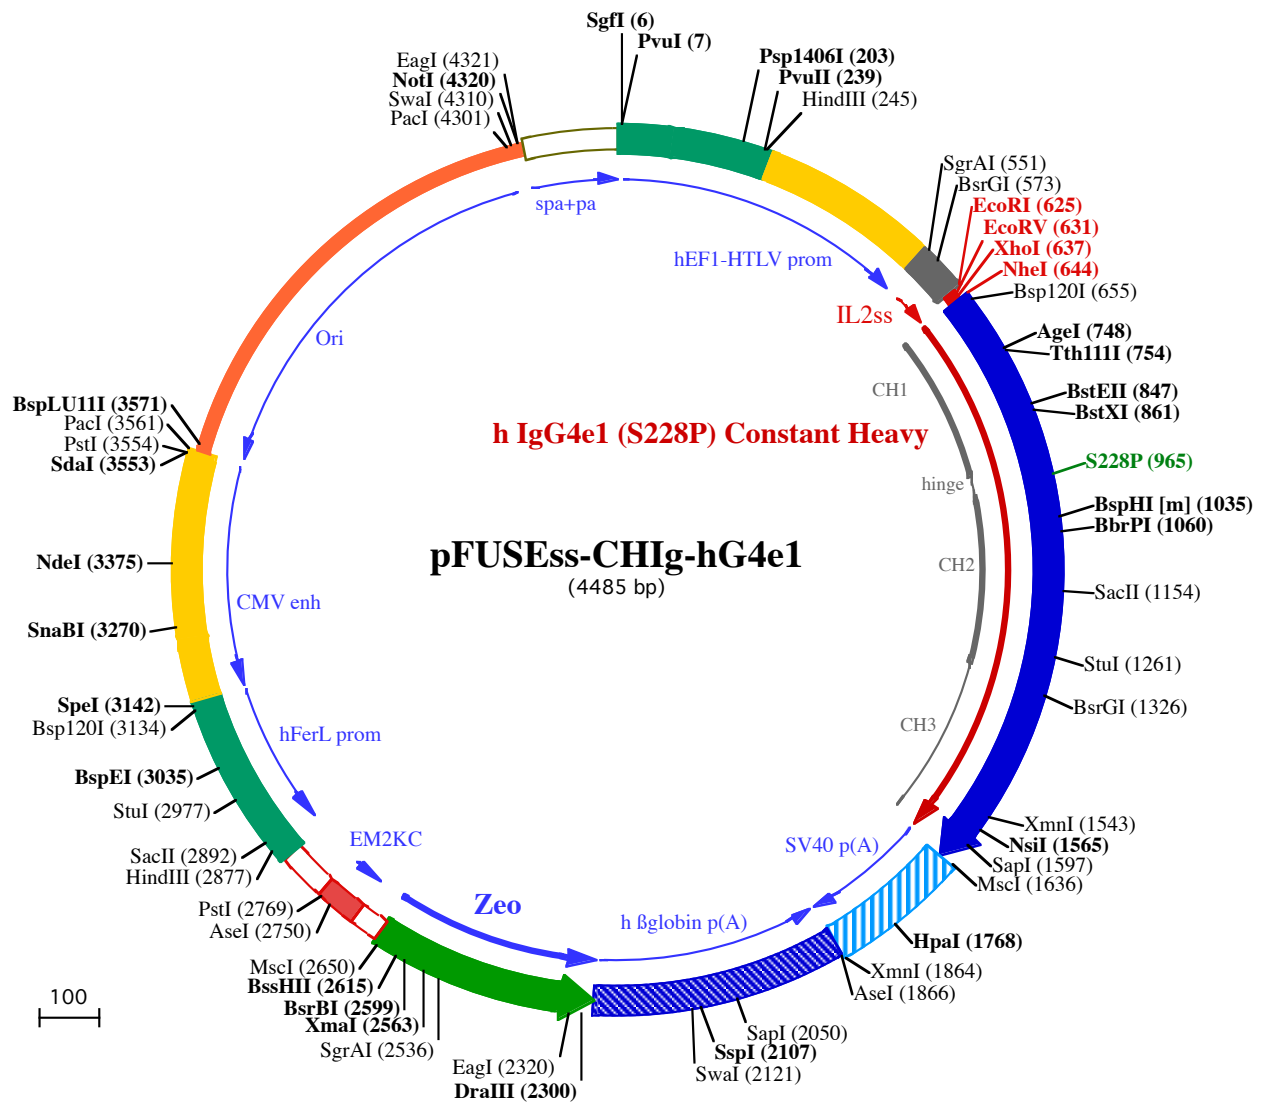 SgfI (6)
PvuI (7)
EagI (4321)
NotI (4320)
SwaI (4310)
PacI (4301)
Psp1406I (203)
PvuII (239)
HindIII (245)
SgrAI (551)
BsrGI (573)
EcoRI (625)
EcoRV (631)
XhoI (637)
NheI (644)
Bsp120I (655)
AgeI (748)
Tth111I (754)
BstEII (847)
BstXI (861)
S228P (965)
BspHI [m] (1035)
BbrPI (1060)
SacII (1154)
StuI (1261)
BsrGI (1326)
XmnI (1543)
NsiI (1565)
SapI (1597)
MscI (1636)
HpaI (1768)
XmnI (1864)
AseI (1866)
SapI (2050)
SspI (2107)
SwaI (2121)
DraIII (2300)
EagI (2320)
SgrAI (2536)
XmaI (2563)
BsrBI (2599)
BssHII (2615)
MscI (2650)
AseI (2750)
PstI (2769)
HindIII (2877)
SacII (2892)
StuI (2977)
BspEI (3035)
Bsp120I (3134)
SpeI (3142)
SnaBI (3270)
NdeI (3375)
SdaI (3553)
PstI (3554)
PacI (3561)
BspLU11I (3571)
spa+pa
hEF1-HTLV prom
IL2ss
Ori
CH1
h IgG4e1 (S228P) Constant Heavy
hinge
pFUSEss-CHIg-hG4e1
(4485 bp)
CH2
CMV enh
CH3
hFerL prom
EM2KC
SV40 p(A)
Zeo
h ßglobin p(A)
100